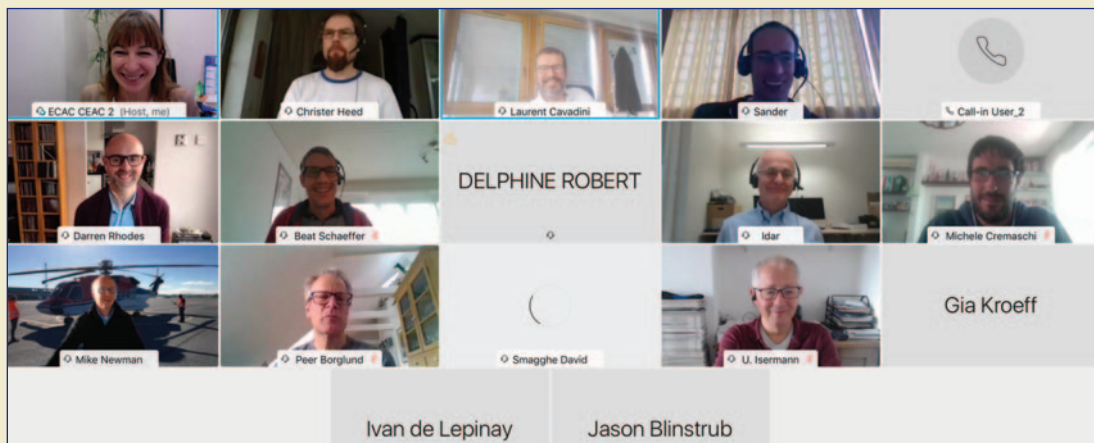 ECAC CEAC 2 (Host, me)
Christer Heed
Laurent Cavadini
Sander
Call-in User_2
Darren Rhodes
Beat Schaeffer
DELPHINE ROBERT
Idar
Michele Cremaschi
Mike Newman
Peer Borglund
Smagghe David
U. Isermann
Gia Kroeff
Ivan de Lepinay
Jason Blinstrub